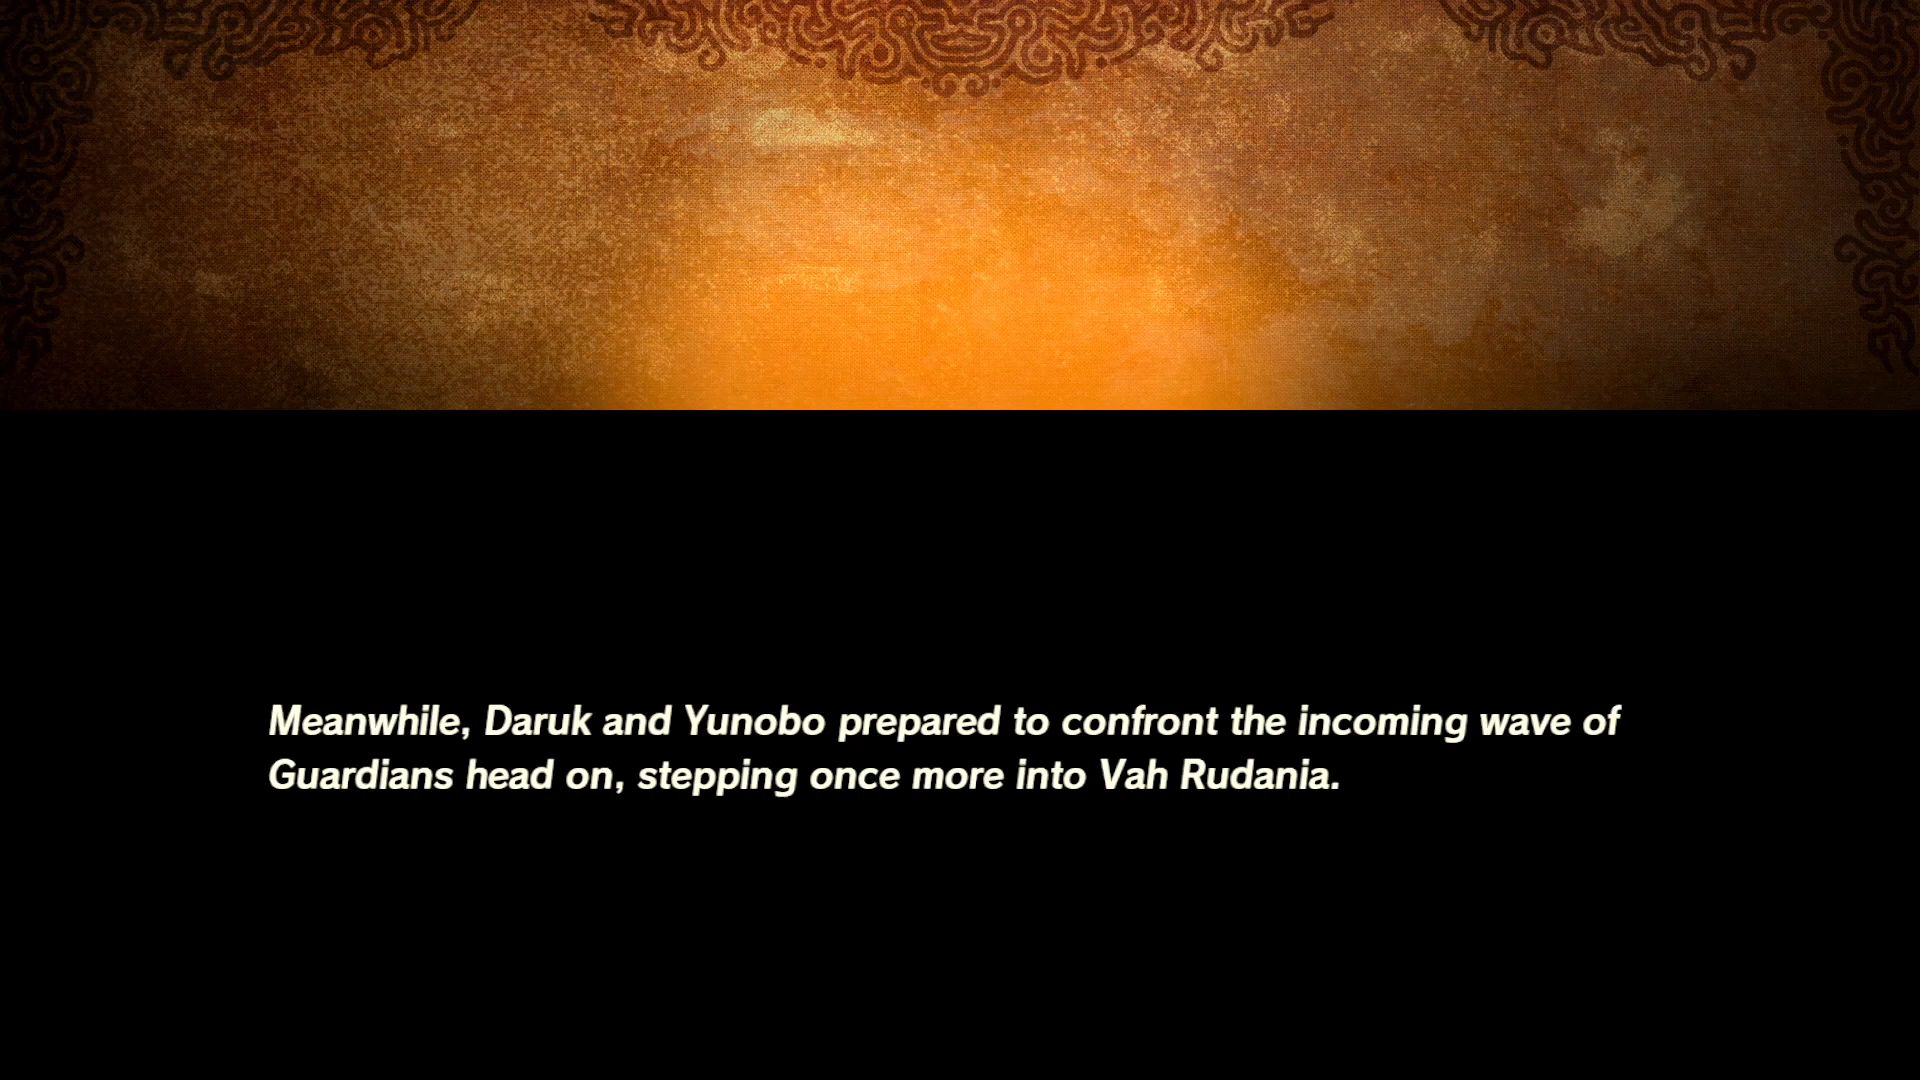 Meanwhile, Daruk and Yunobo prepared to confront the incoming wave of
Guardians head on, stepping once more into Vah Rudania.